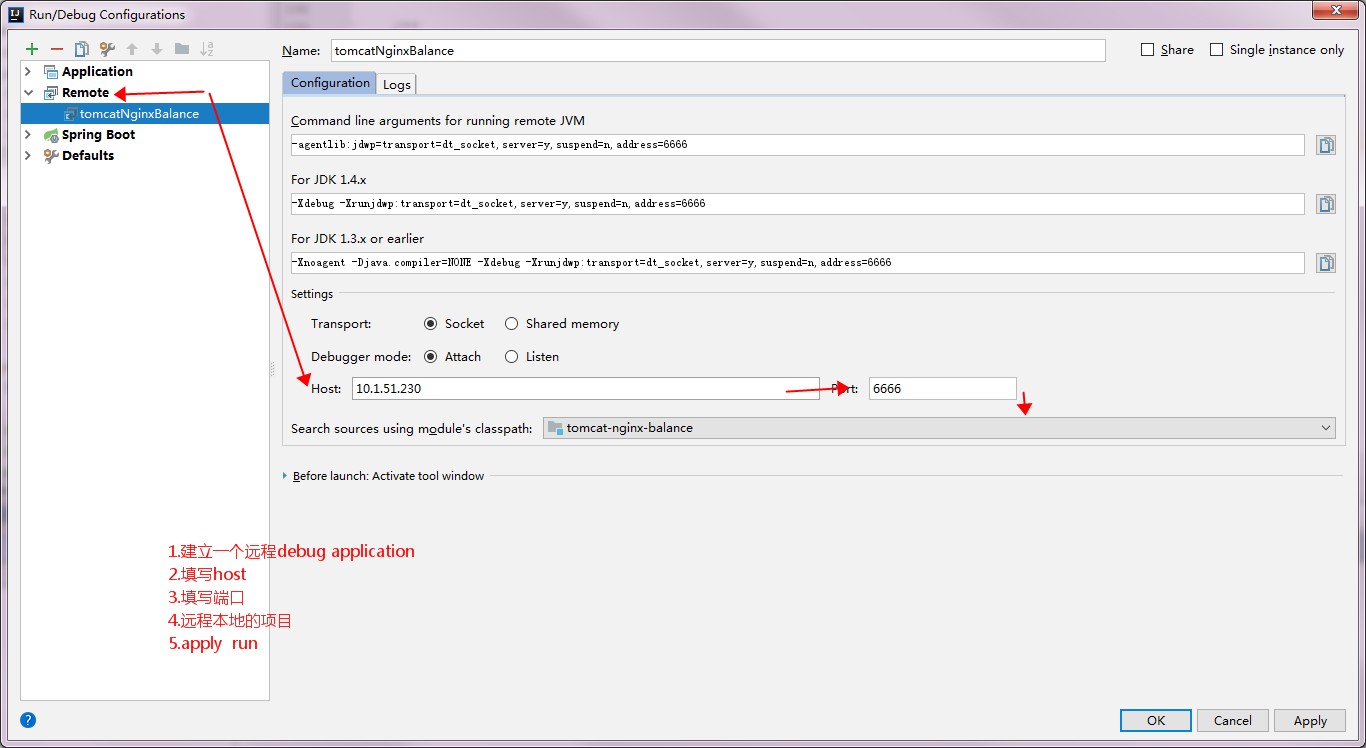 Run/Debug Configurations
Application
Remote
tomcatNginxBalance
Spring Boot
Defaults
Name: tomcatNginxBalance
Share
Single instance only
Configuration
Logs
Command line arguments for running remote JVM
-agentlib:jdwp=transport=dt_socket,server=y,suspend=n,address=6666
For JDK 1.4.x
-Xdebug -Xrunjdwp:transport=dt_socket,server=y,suspend=n,address=6666
For JDK 1.3.x or earlier
-Xnoagent -Djava.compiler=NONE -Xdebug -Xrunjdwp:transport=dt_socket,server=y,suspend=n,address=6666
Settings
Transport: Socket Shared memory
Debugger mode: Attach Listen
Host: 10.1.51.230 Port: 6666
Search sources using module's classpath: tomcat-nginx-balance
Before launch: Activate tool window
1.建立一个远程debug application
2.填写host
3.填写端口
4.远程本地的项目
5.apply run
?
OK
Cancel
Apply